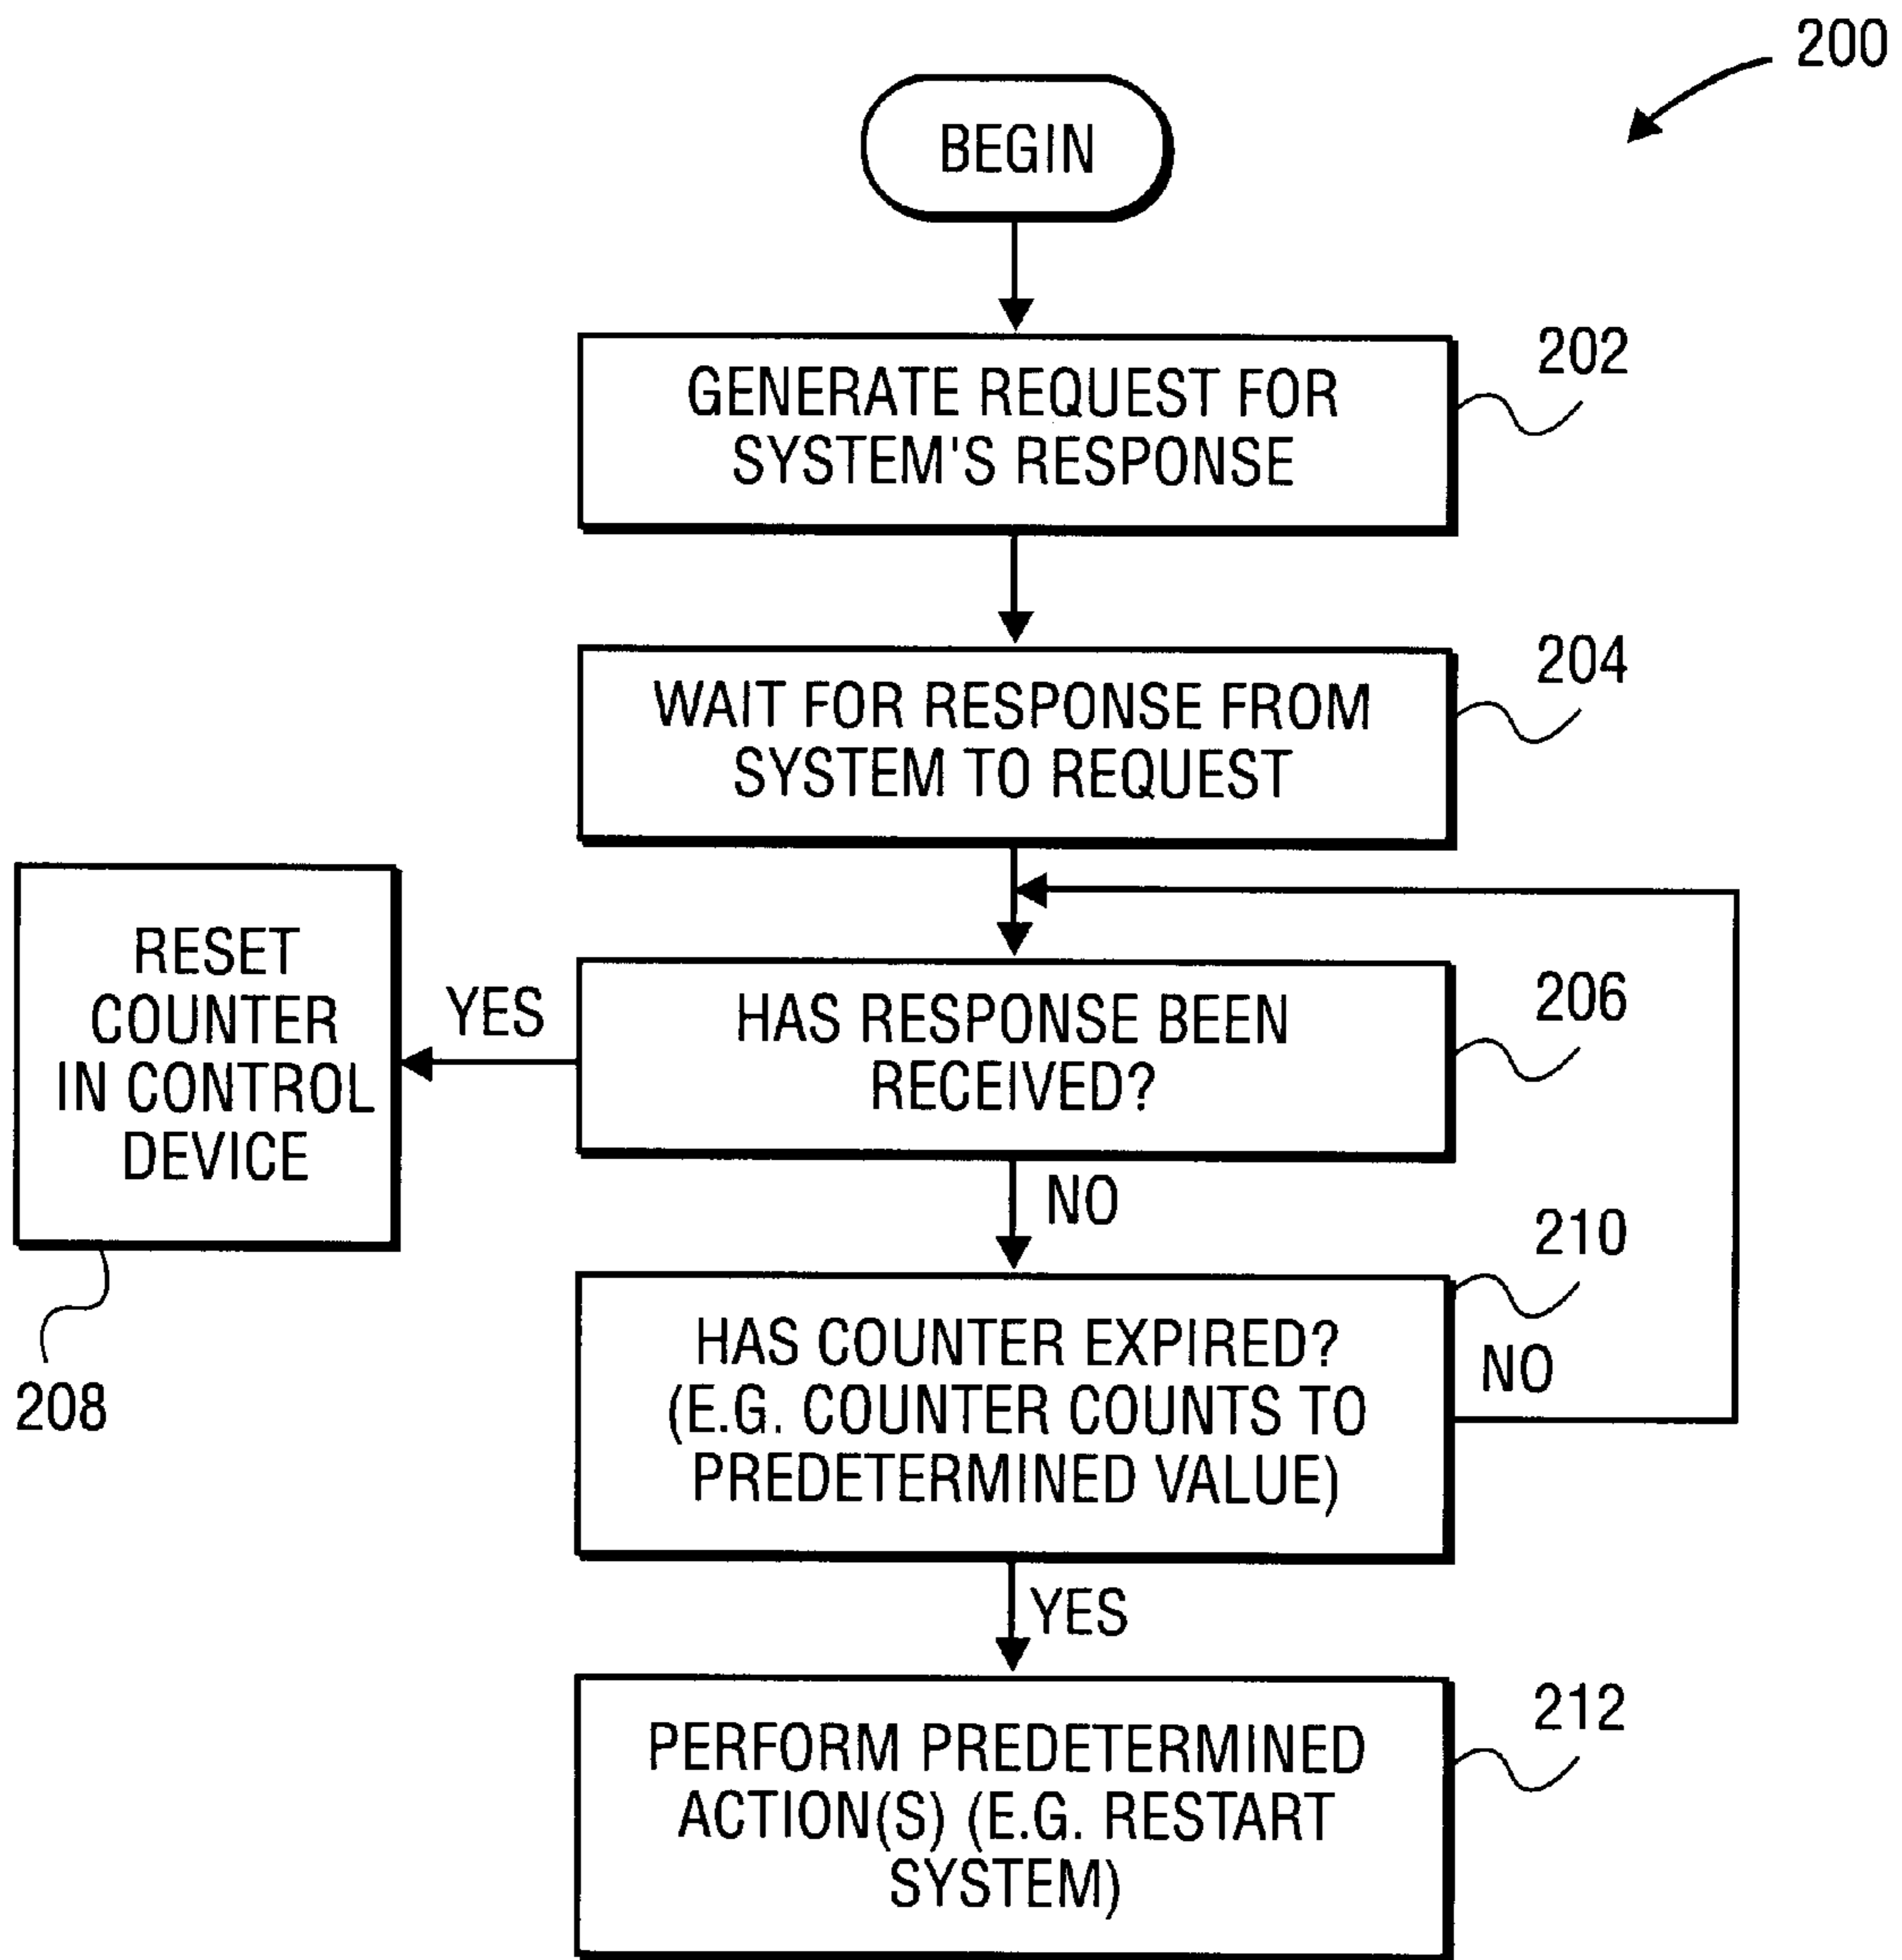 200
BEGIN
202
GENERATE REQUEST FOR
SYSTEM'S RESPONSE
204
WAIT FOR RESPONSE FROM
SYSTEM TO REQUEST
206
HAS RESPONSE BEEN
RECEIVED?
YES
RESET
COUNTER
IN CONTROL
DEVICE
208
NO
210
HAS COUNTER EXPIRED?
(E.G. COUNTER COUNTS TO
PREDETERMINED VALUE)
NO
YES
212
PERFORM PREDETERMINED
ACTION(S) (E.G. RESTART
SYSTEM)